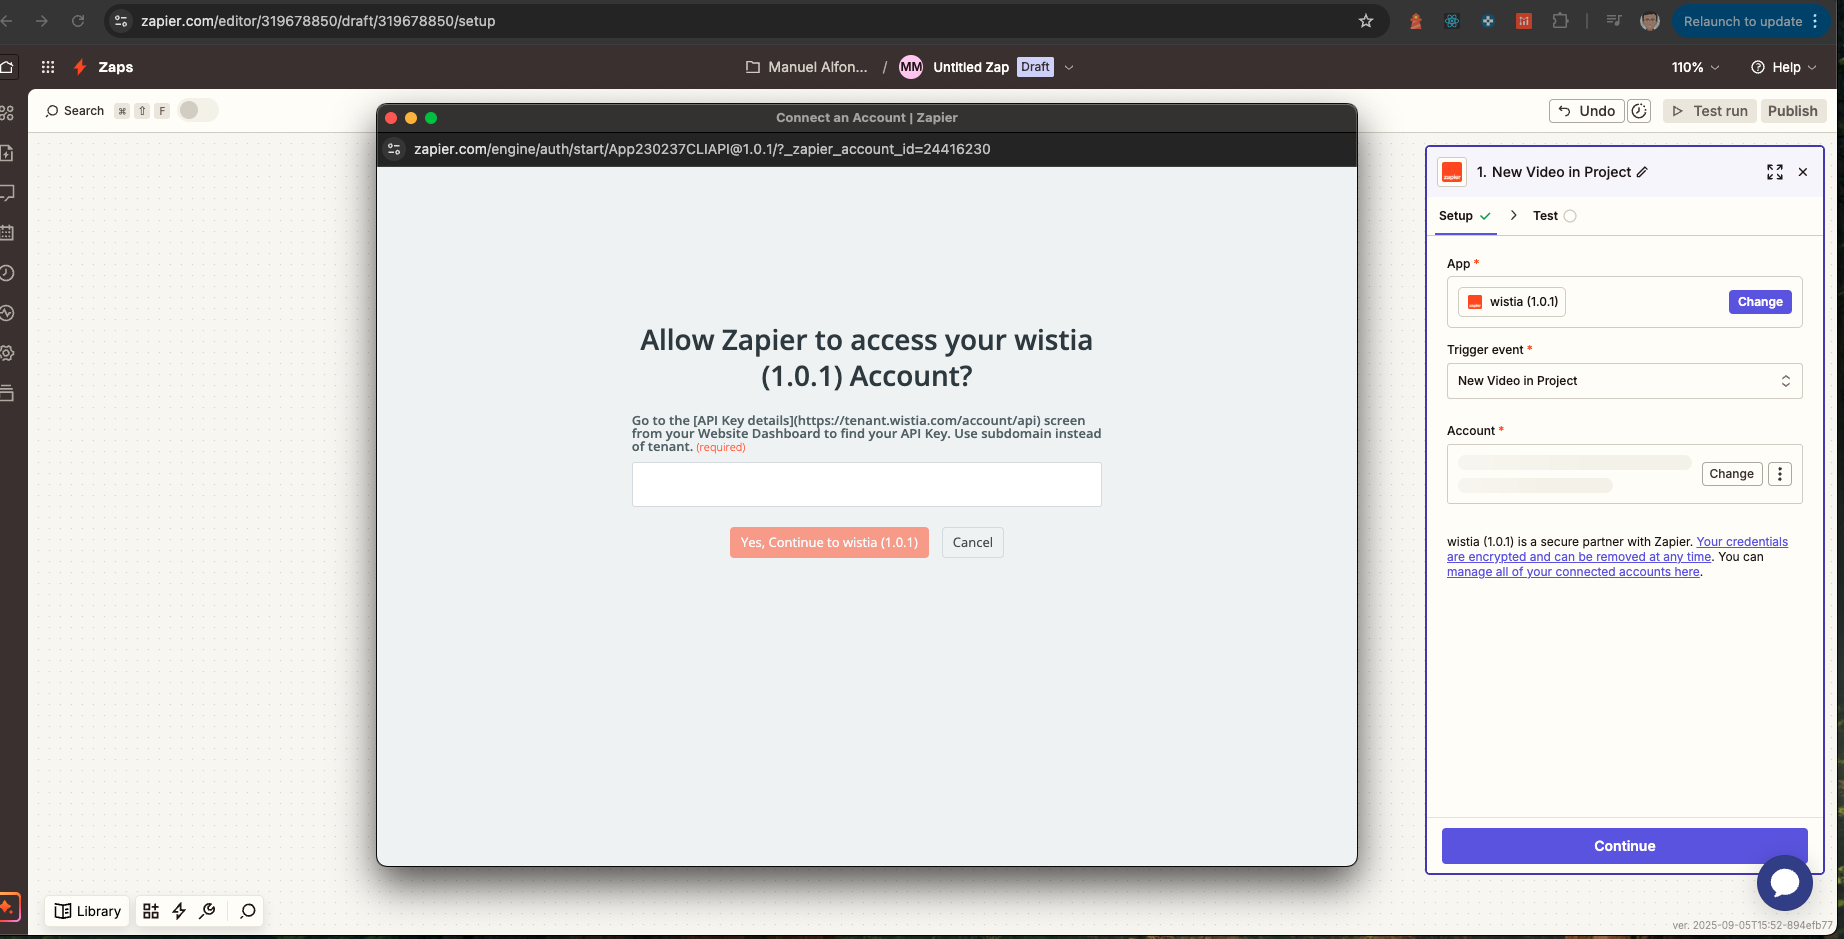 zapier.com/editor/319678850/draft/319678850/setup
Relaunch to update
Zaps
Manuel Alfon... / MM Untitled Zap Draft
110%
Help
Search ⌘ ⇧ F
Undo
Test run
Publish
Connect an Account | Zapier
zapier.com/engine/auth/start/App230237CLIAPI@1.0.1/?_zapier_account_id=24416230
Allow Zapier to access your wistia
(1.0.1) Account?
Go to the [API Key details](https://tenant.wistia.com/account/api) screen
from your Website Dashboard to find your API Key. Use subdomain instead
of tenant. (required)
Yes, Continue to wistia (1.0.1)
Cancel
zapier
1. New Video in Project
Setup
Test
App *
wistia (1.0.1)
Change
Trigger event *
New Video in Project
Account *
Change
wistia (1.0.1) is a secure partner with Zapier. Your credentials
are encrypted and can be removed at any time. You can
manage all of your connected accounts here.
Continue
Library
ver. 2025-09-05T15:52-894efb77